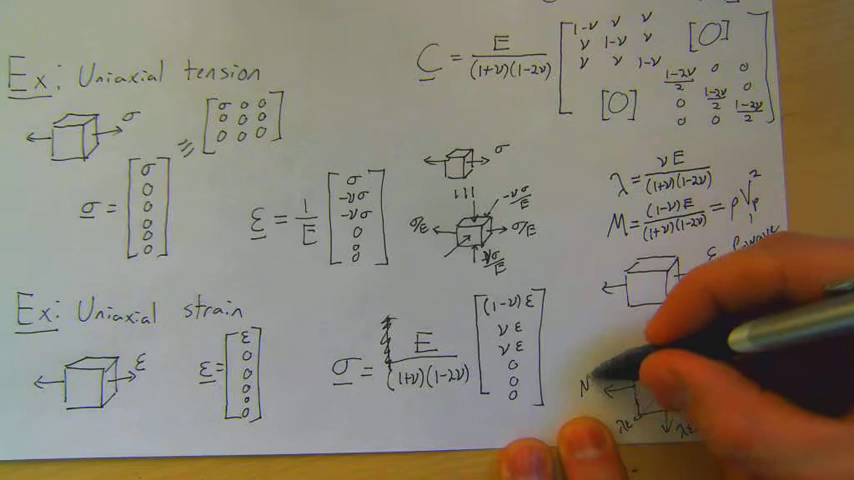 C = E / (1+ν)(1-2ν) [1-ν ν ν [0]
ν 1-ν ν
ν ν 1-ν
[0] 1-2ν/2 0 0
0 1-2ν/2 0
0 0 1-2ν/2]
Ex: Uniaxial tension
σ
[σ 0 0
0 0 0
0 0 0]
σ = [σ 0 0 0 0 0]
ε = 1/E [σ -νσ -νσ 0 0 0]
σ
-νσ/E
σ/E σ/E
λ = νE / (1+ν)(1-2ν)
M = (1-ν)E / (1+ν)(1-2ν) = ρV_p²
ε P wave
Ex: Uniaxial strain
ε
ε = [ε 0 0 0 0 0]
σ = E / (1+ν)(1-2ν) [(1-ν)ε νε νε 0 0 0]
λε λε